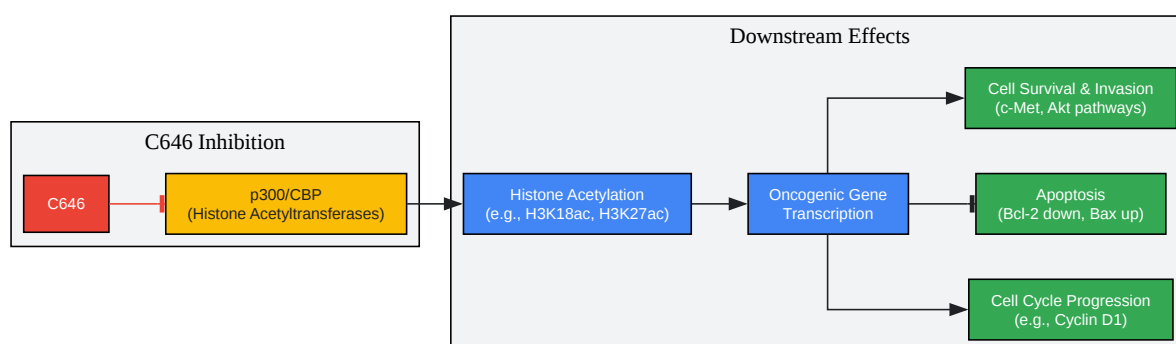 Downstream Effects
C646 Inhibition
C646
p300/CBP
(Histone Acetyltransferases)
Histone Acetylation
(e.g., H3K18ac, H3K27ac)
Oncogenic Gene
Transcription
Cell Survival & Invasion
(c-Met, Akt pathways)
Apoptosis
(Bcl-2 down, Bax up)
Cell Cycle Progression
(e.g., Cyclin D1)